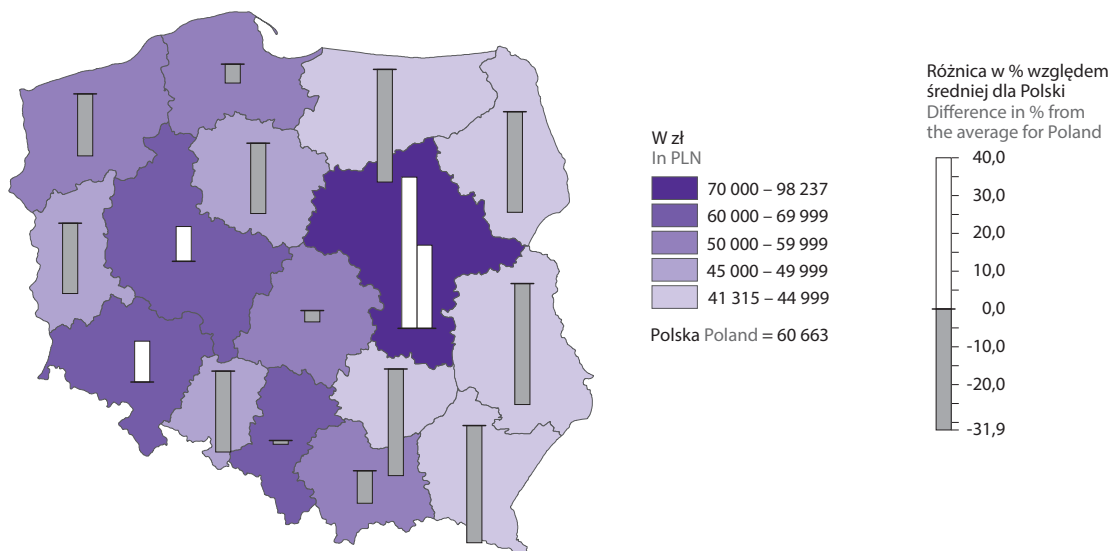 W zł
In PLN
70 000 – 98 237
60 000 – 69 999
50 000 – 59 999
45 000 – 49 999
41 315 – 44 999
Polska Poland = 60 663
Różnica w % względem
średniej dla Polski
Difference in % from
the average for Poland
40,0
30,0
20,0
10,0
0,0
-10,0
-20,0
-31,9